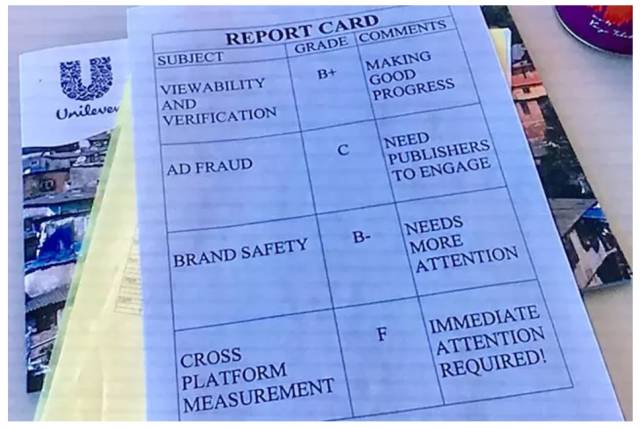 Unilever
REPORT CARD
SUBJECT
GRADE
COMMENTS
VIEWABILITY
AND
VERIFICATION
B+
MAKING
GOOD
PROGRESS
AD FRAUD
C
NEED
PUBLISHERS
TO ENGAGE
BRAND SAFETY
B-
NEEDS
MORE
ATTENTION
CROSS
PLATFORM
MEASUREMENT
F
IMMEDIATE
ATTENTION
REQUIRED!